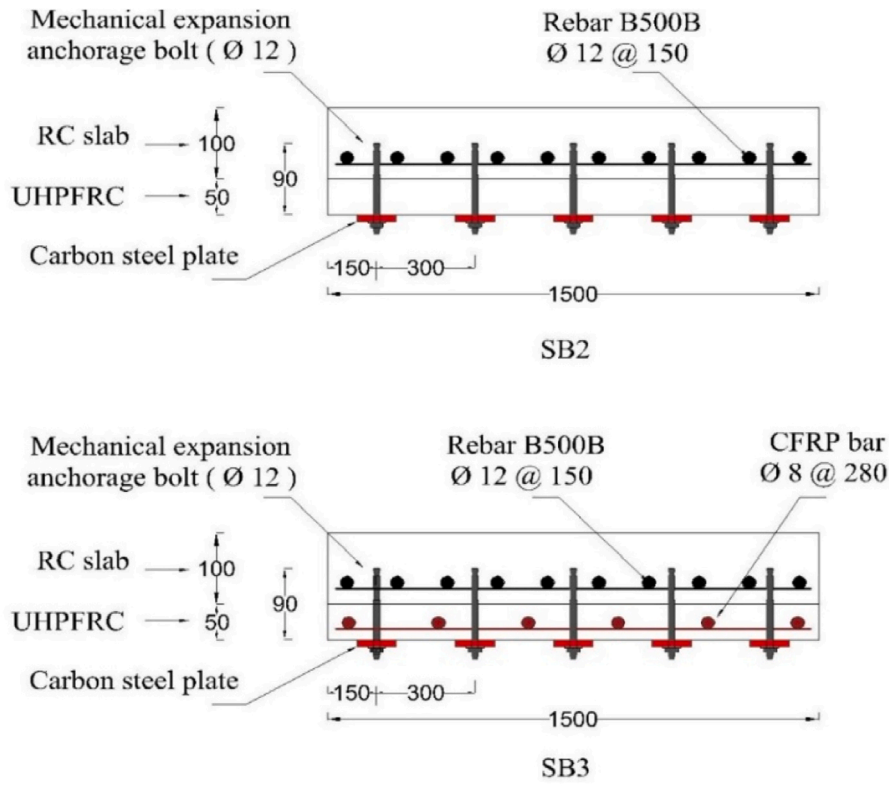 Mechanical expansion
anchorage bolt ( Ø 12 )
Rebar B500B
Ø 12 @ 150
RC slab
100
90
UHPFRC
50
Carbon steel plate
150
300
1500
SB2
Mechanical expansion
anchorage bolt ( Ø 12 )
Rebar B500B
Ø 12 @ 150
CFRP bar
Ø 8 @ 280
RC slab
100
90
UHPFRC
50
Carbon steel plate
150
300
1500
SB3